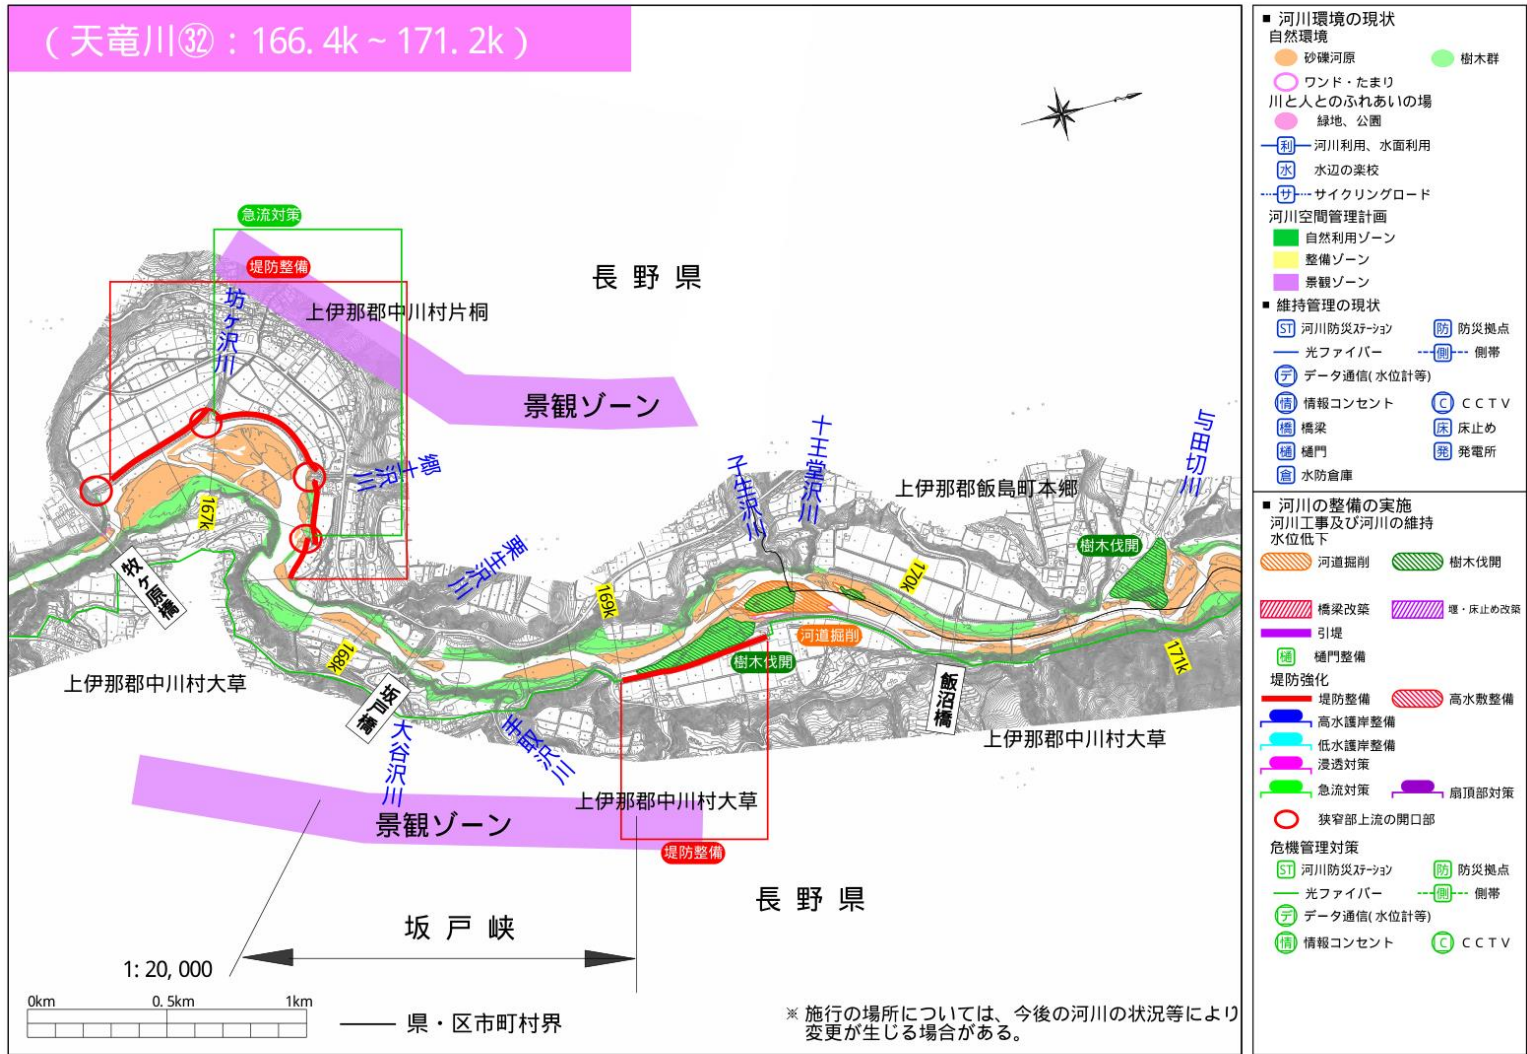 (天竜川㉜：166.4k~171.2k)
急流対策
堤防整備
長野県
坊ヶ沢川
上伊那郡中川村片桐
景観ゾーン
郷士沢川
十王堂沢川
与田切川
子生沢川
上伊那郡飯島町本郷
樹木伐開
167k
牧ヶ原橋
169k
170k
河道掘削
168k
樹木伐開
171k
上伊那郡中川村大草
坂戸橋
飯沼橋
大谷沢川
手取沢川
上伊那郡中川村大草
上伊那郡中川村大草
景観ゾーン
堤防整備
長野県
坂戸峡
1:20,000
0km 0.5km 1km
県・区市町村界
※ 施行の場所については、今後の河川の状況等により
変更が生じる場合がある。
■ 河川環境の現状
自然環境
砂礫河原 樹木群
ワンド・たまり
川と人とのふれあいの場
緑地、公園
利 河川利用、水面利用
水 水辺の楽校
サ サイクリングロード
河川空間管理計画
自然利用ゾーン
整備ゾーン
景観ゾーン
■ 維持管理の現状
ST 河川防災ステーション 防 防災拠点
光ファイバー 側 側帯
デ データ通信(水位計等)
情 情報コンセント C CCTV
橋 橋梁 床 床止め
樋 樋門 発 発電所
倉 水防倉庫
■ 河川の整備の実施
河川工事及び河川の維持
水位低下
河道掘削 樹木伐開
橋梁改築 堰・床止め改築
引堤
樋 樋門整備
堤防強化
堤防整備 高水敷整備
高水護岸整備
低水護岸整備
浸透対策
急流対策 扇頂部対策
狭窄部上流の開口部
危機管理対策
ST 河川防災ステーション 防 防災拠点
光ファイバー 側 側帯
デ データ通信(水位計等)
情 情報コンセント C CCTV